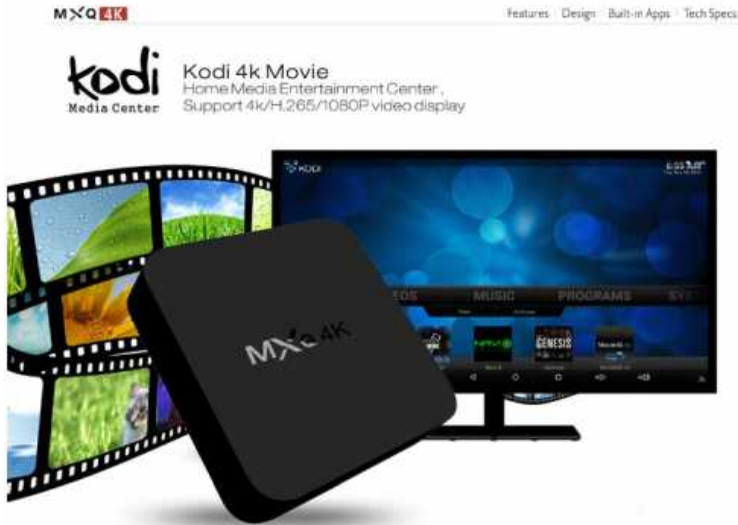 MXQ 4K
Features Design Built-in Apps Tech Specs
kodi
Media Center
Kodi 4k Movie
Home Media Entertainment Center ,
Support 4k/H.265/1080P video display
KODI
MUSIC PROGRAMS
GENESIS
MXQ 4K